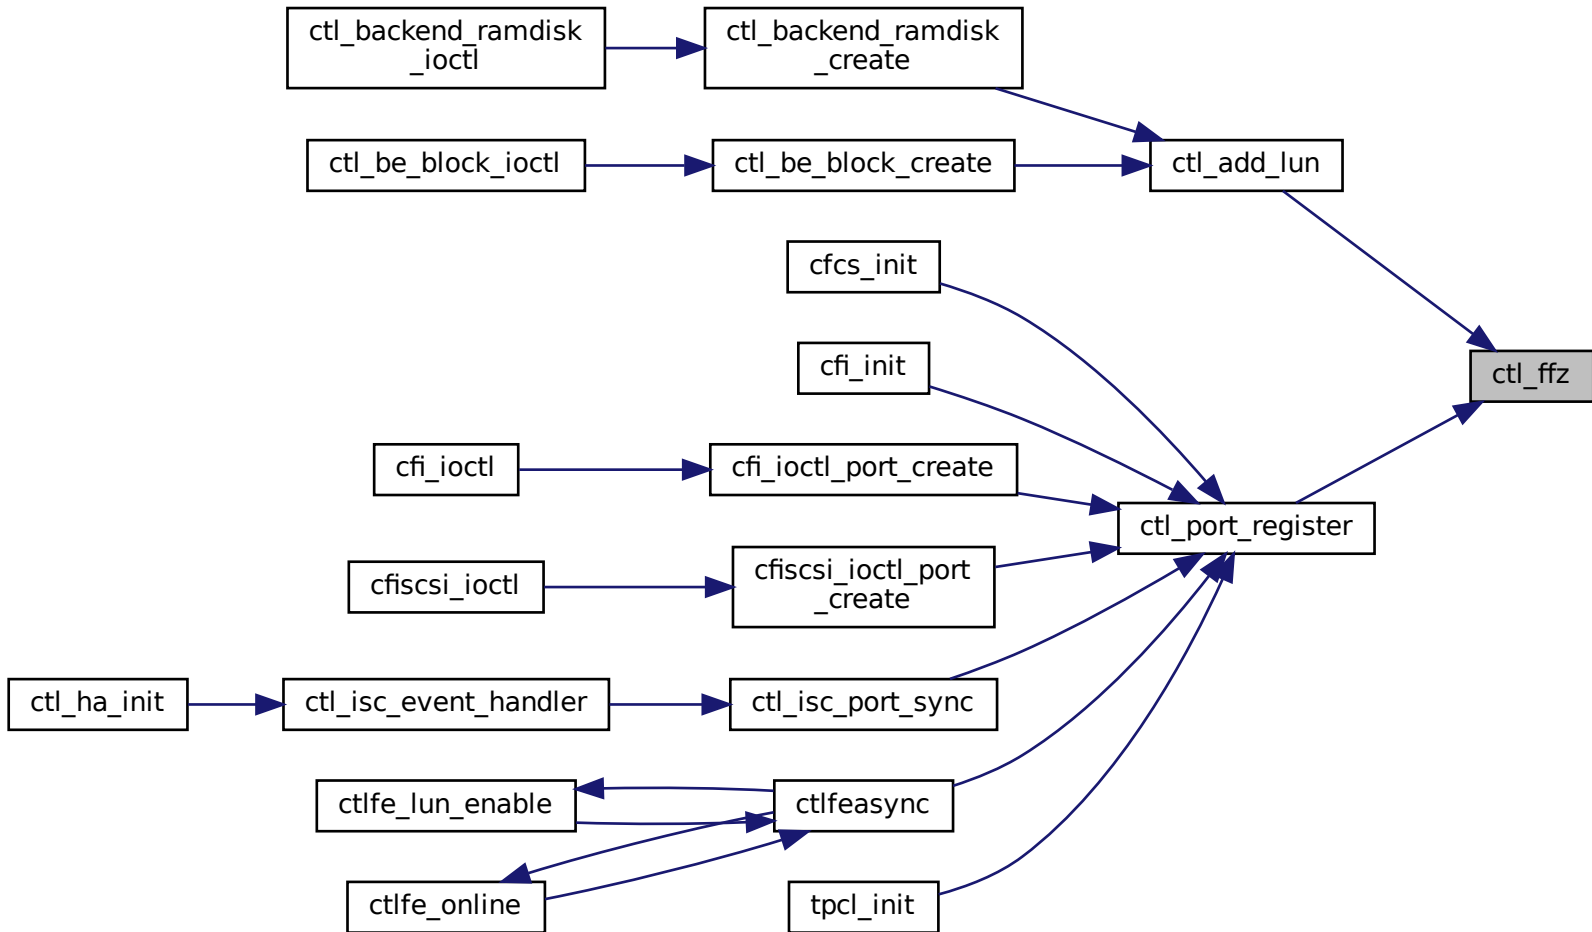 ctl_backend_ramdisk
_ioctl
ctl_backend_ramdisk
_create
ctl_be_block_ioctl
ctl_be_block_create
ctl_add_lun
cfcs_init
cfi_init
ctl_ffz
cfi_ioctl
cfi_ioctl_port_create
ctl_port_register
cfiscsi_ioctl
cfiscsi_ioctl_port
_create
ctl_ha_init
ctl_isc_event_handler
ctl_isc_port_sync
ctlfe_lun_enable
ctlfeasync
ctlfe_online
tpcl_init